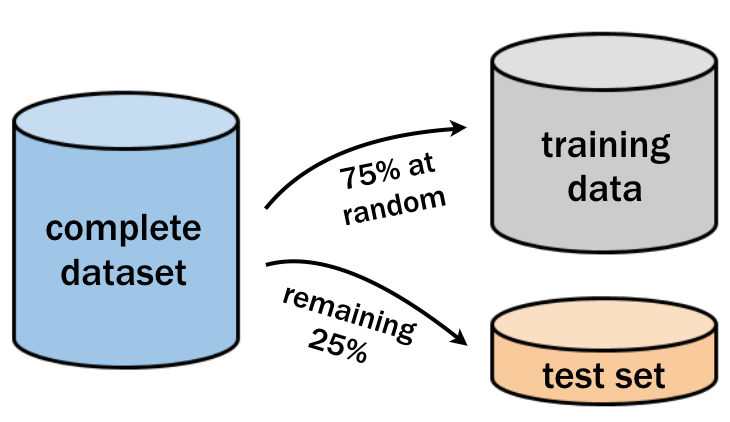 complete
dataset
75% at
random
training
data
remaining
25%
test set